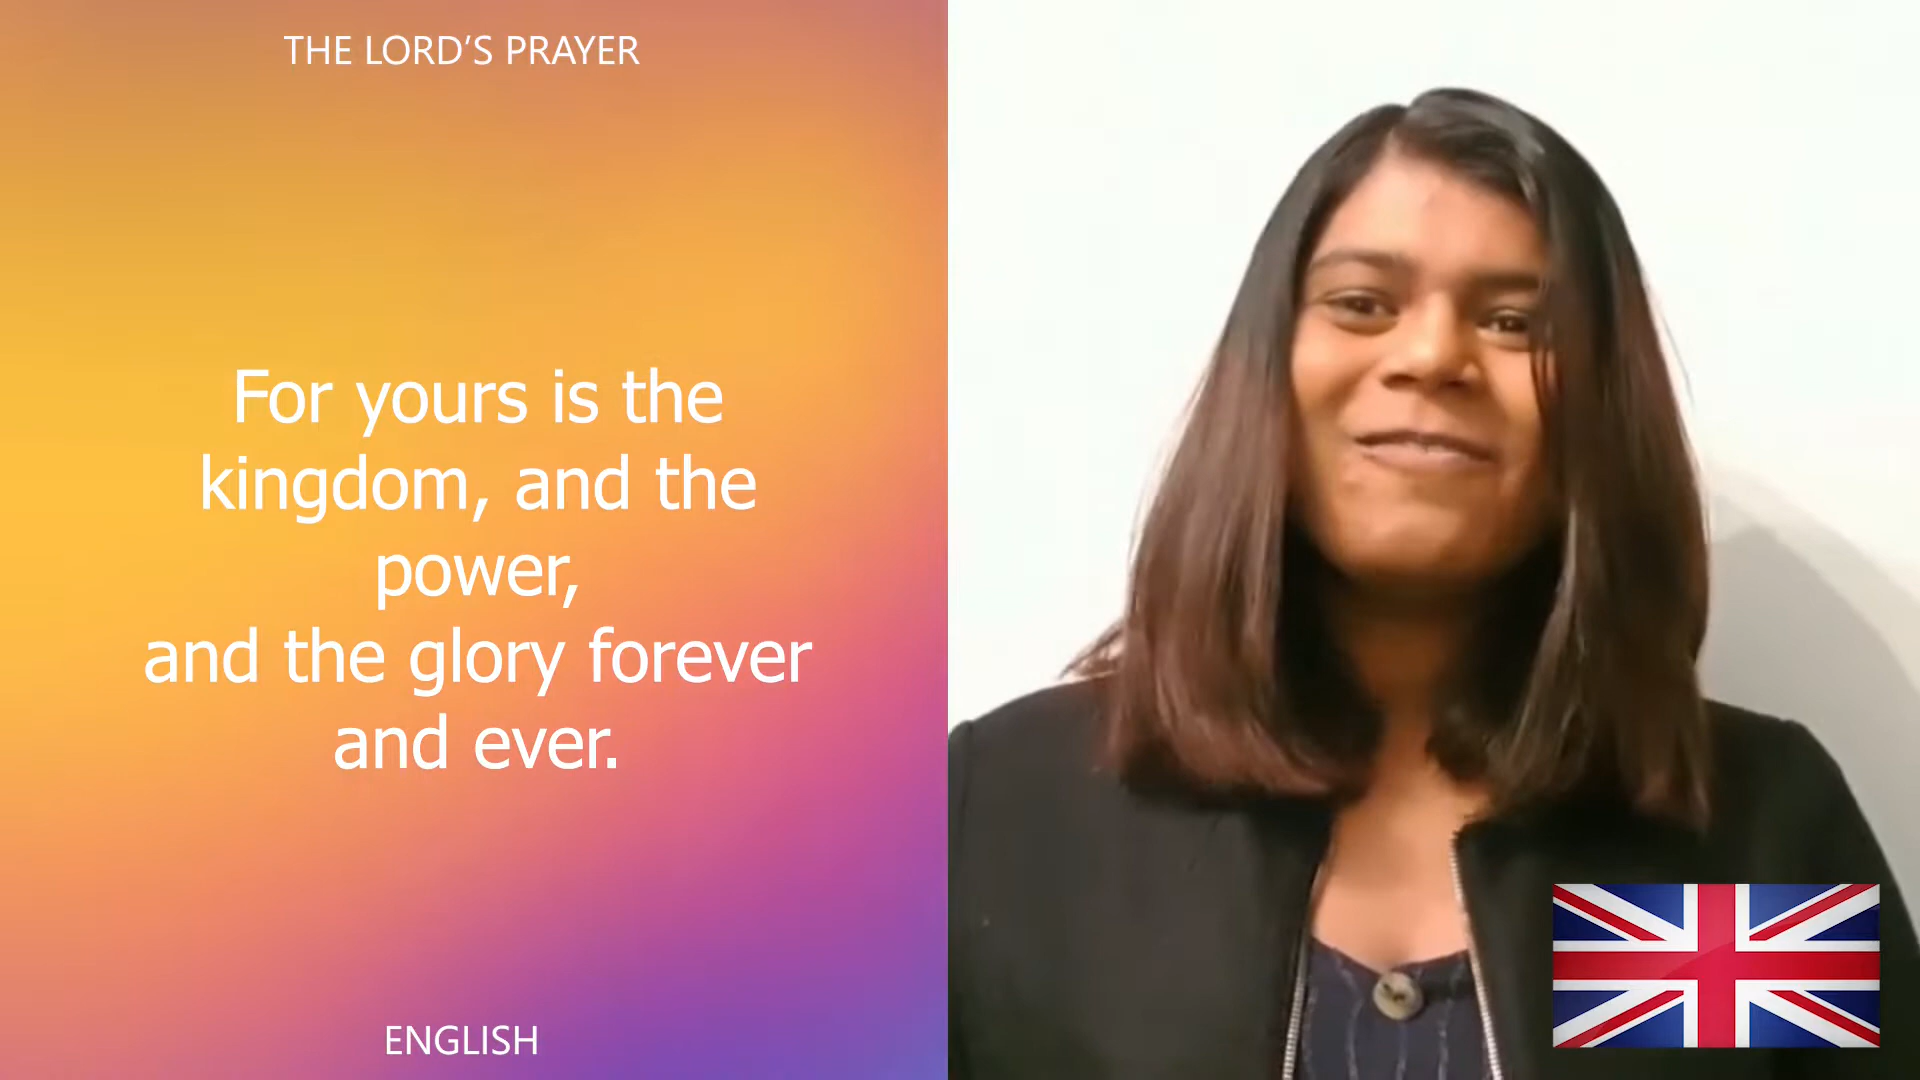 THE LORD’S PRAYER
For yours is the
kingdom, and the
power,
and the glory forever
and ever.
ENGLISH